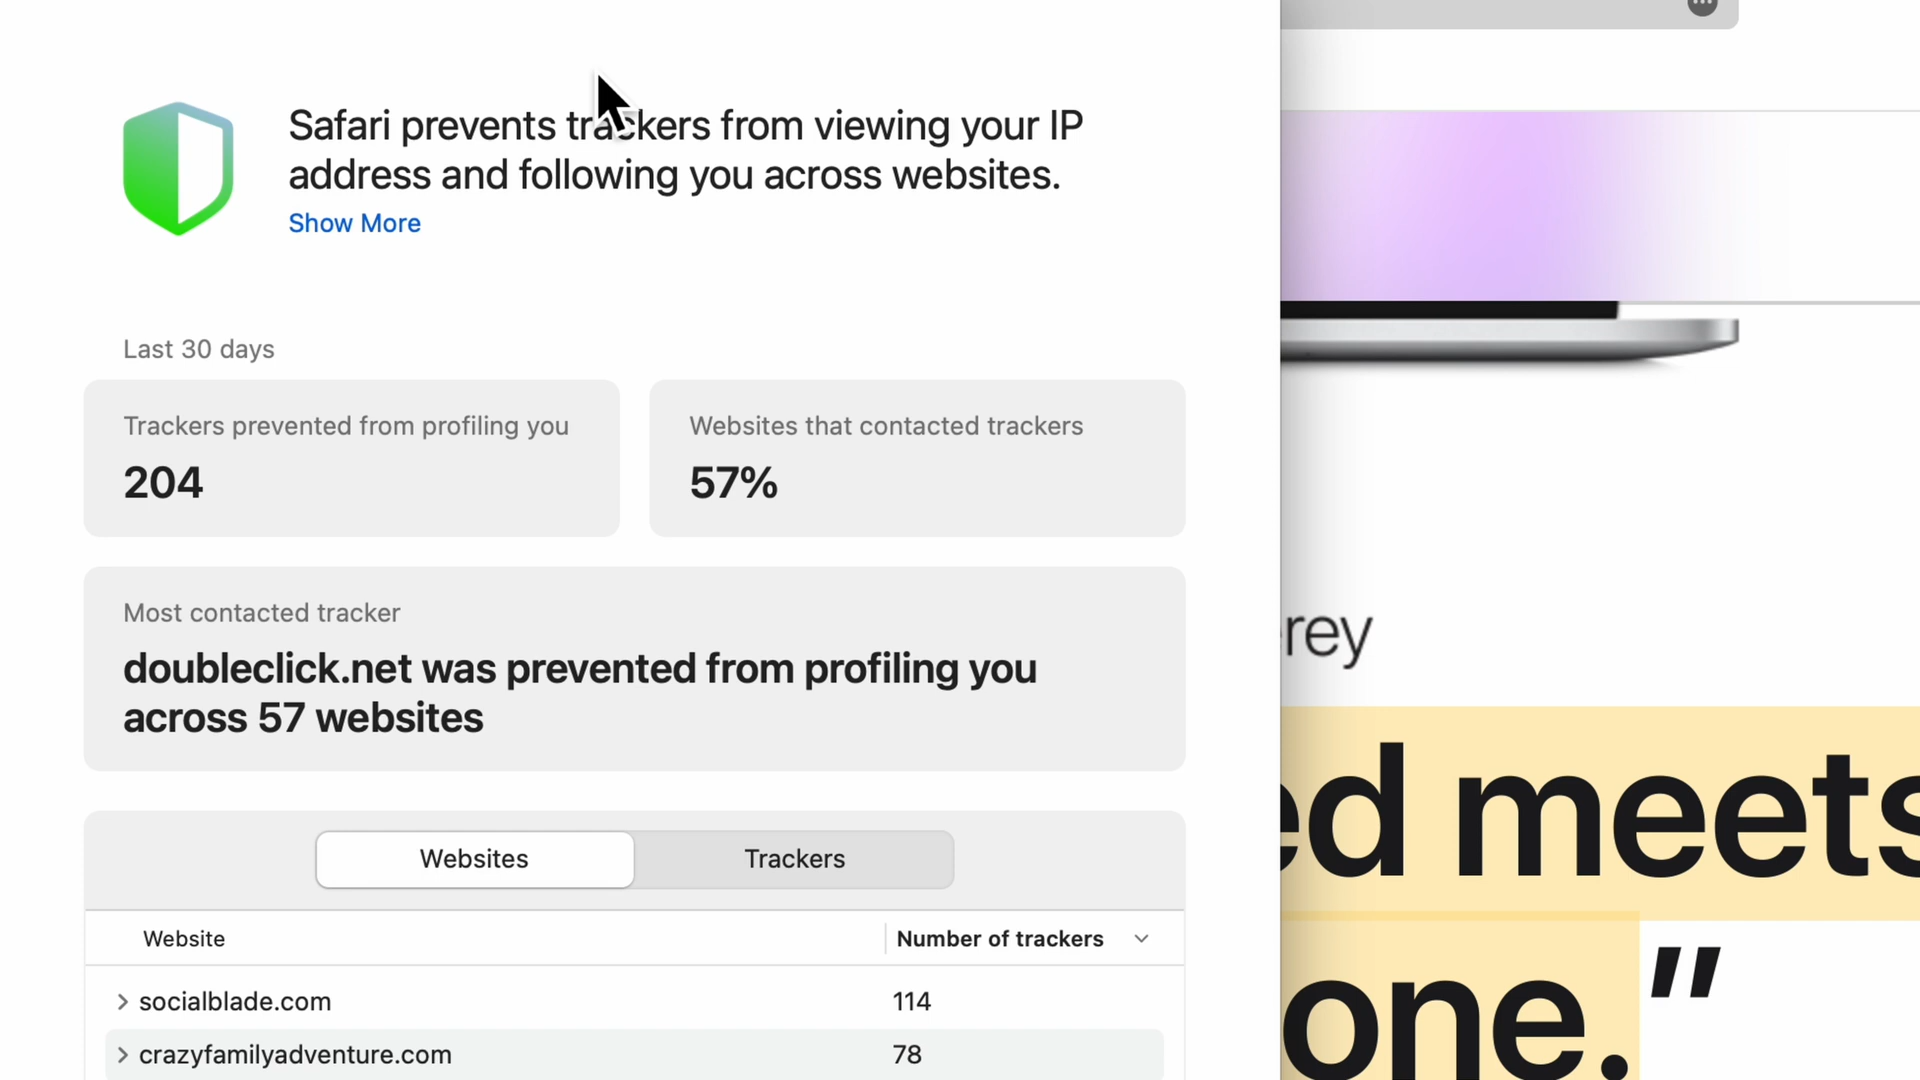 Safari prevents trackers from viewing your IP
address and following you across websites.
Show More
Last 30 days
Trackers prevented from profiling you
204
Websites that contacted trackers
57%
Most contacted tracker
doubleclick.net was prevented from profiling you
across 57 websites
Websites
Trackers
Website
Number of trackers
socialblade.com
114
crazyfamilyadventure.com
78
rey
ed meets
one.”